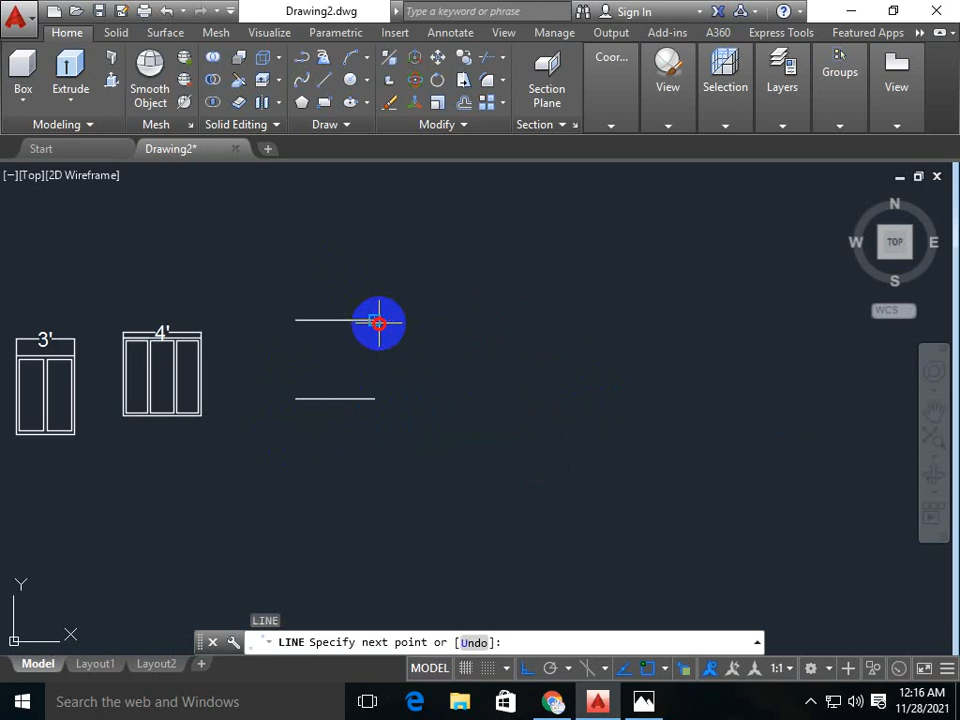 Drawing2.dwg
Type a keyword or phrase
Sign In
Home Solid Surface Mesh Visualize Parametric Insert Annotate View Manage Output Add-ins A360 Express Tools Featured Apps
Box
Extrude
Smooth
Object
Section
Plane
Coor...
View
Selection
Layers
Groups
View
Modeling
Mesh
Solid Editing
Draw
Modify
Section
Start
Drawing2*
[−][Top][2D Wireframe]
N
W
TOP
E
S
WCS
3'
4'
Y
X
LINE
LINE Specify next point or [Undo]:
Model
Layout1
Layout2
MODEL
1:1
Search the web and Windows
12:16 AM
11/28/2021